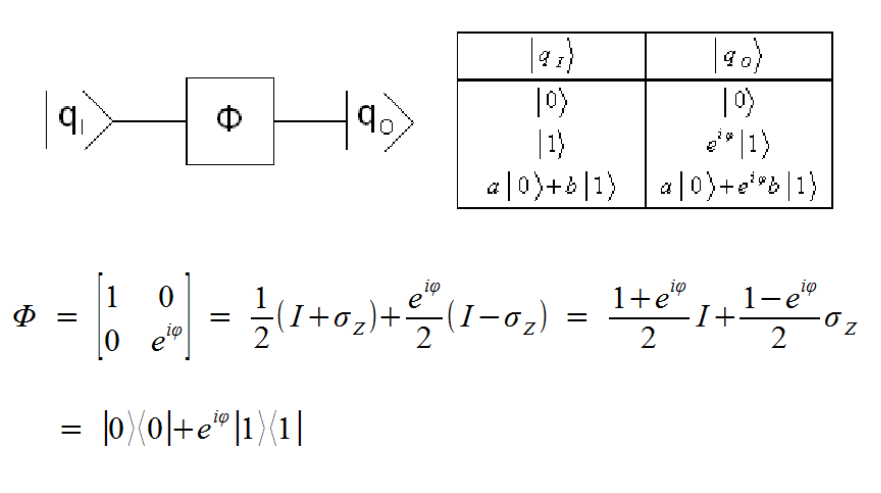 |q_I⟩ Φ |q_O⟩
|q_I⟩ |q_O⟩
|0⟩ |0⟩
|1⟩ e^{iφ}|1⟩
a|0⟩+b|1⟩ a|0⟩+e^{iφ}b|1⟩
Φ = [1 0; 0 e^{iφ}] = 1/2(I+σ_Z)+e^{iφ}/2(I−σ_Z) = (1+e^{iφ})/2 I+(1−e^{iφ})/2 σ_Z
= |0⟩⟨0|+e^{iφ}|1⟩⟨1|